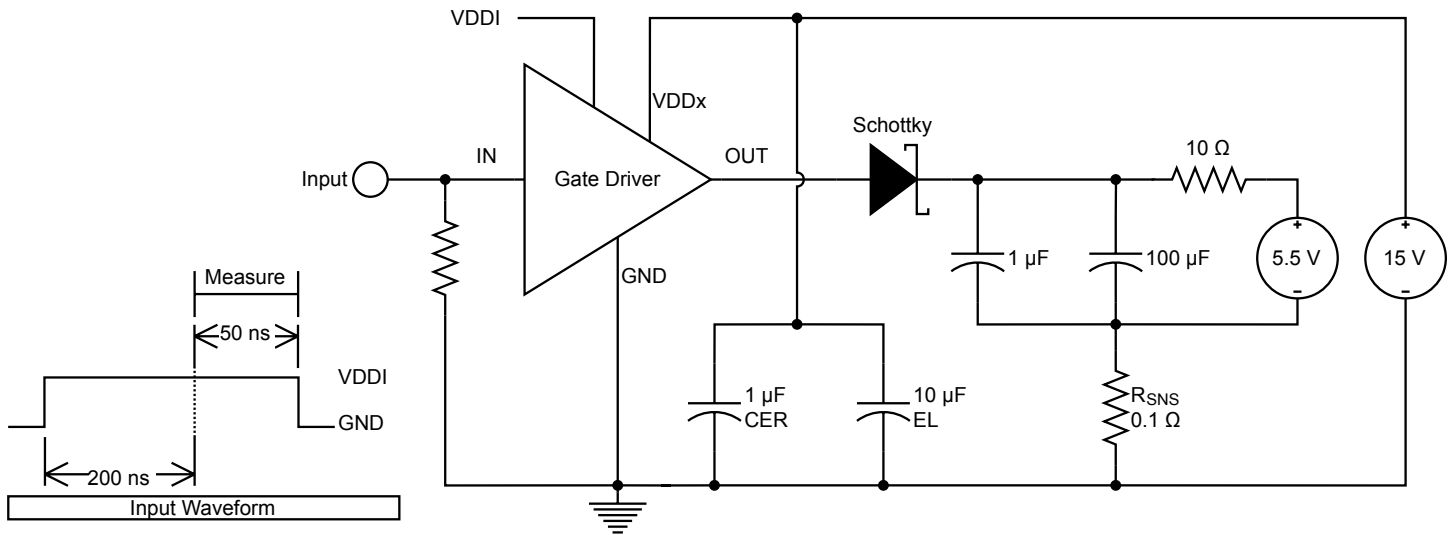 VDDI
VDDx
Schottky
10 Ω
IN
OUT
Input
Gate Driver
+
+
1 µF
100 µF
5.5 V
15 V
GND
−
−
Measure
50 ns
VDDI
GND
1 µF
CER
10 µF
EL
RSNS
0.1 Ω
200 ns
Input Waveform